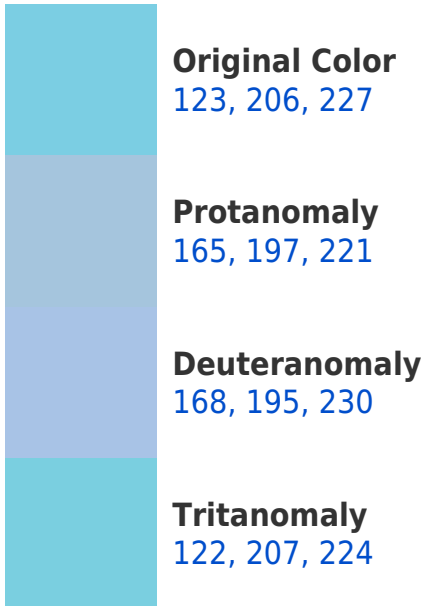 Original Color
123, 206, 227
Protanomaly
165, 197, 221
Deuteranomaly
168, 195, 230
Tritanomaly
122, 207, 224